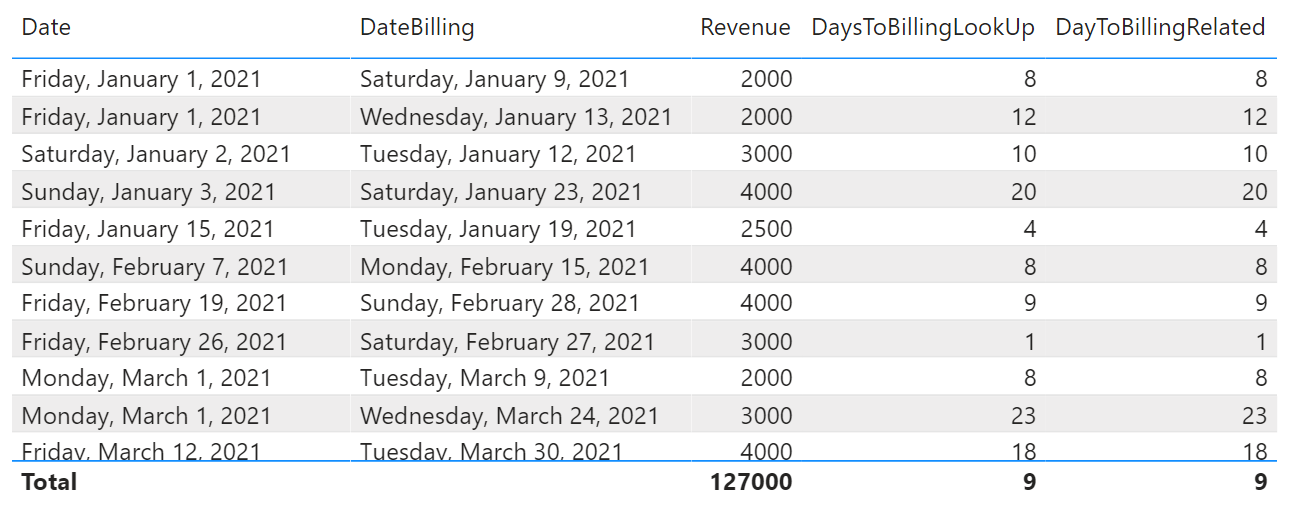 Date DateBilling Revenue DaysToBillingLookUp DayToBillingRelated
Friday, January 1, 2021 Saturday, January 9, 2021 2000 8 8
Friday, January 1, 2021 Wednesday, January 13, 2021 2000 12 12
Saturday, January 2, 2021 Tuesday, January 12, 2021 3000 10 10
Sunday, January 3, 2021 Saturday, January 23, 2021 4000 20 20
Friday, January 15, 2021 Tuesday, January 19, 2021 2500 4 4
Sunday, February 7, 2021 Monday, February 15, 2021 4000 8 8
Friday, February 19, 2021 Sunday, February 28, 2021 4000 9 9
Friday, February 26, 2021 Saturday, February 27, 2021 3000 1 1
Monday, March 1, 2021 Tuesday, March 9, 2021 2000 8 8
Monday, March 1, 2021 Wednesday, March 24, 2021 3000 23 23
Friday, March 12, 2021 Tuesday, March 30, 2021 4000 18 18
Total 127000 9 9